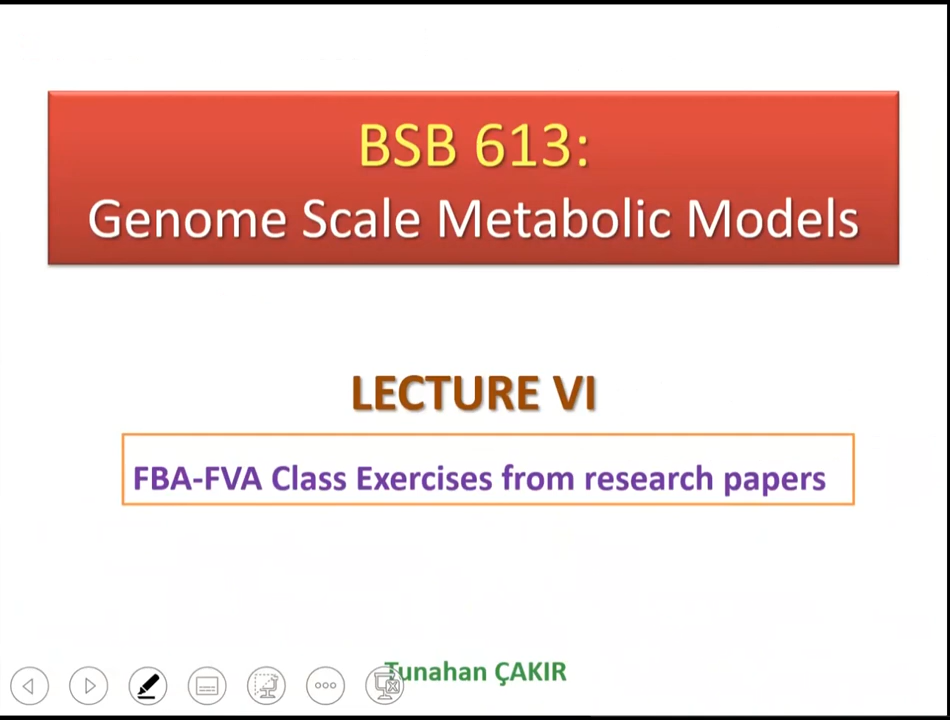 BSB 613:
Genome Scale Metabolic Models
LECTURE VI
FBA-FVA Class Exercises from research papers
Tunahan ÇAKIR